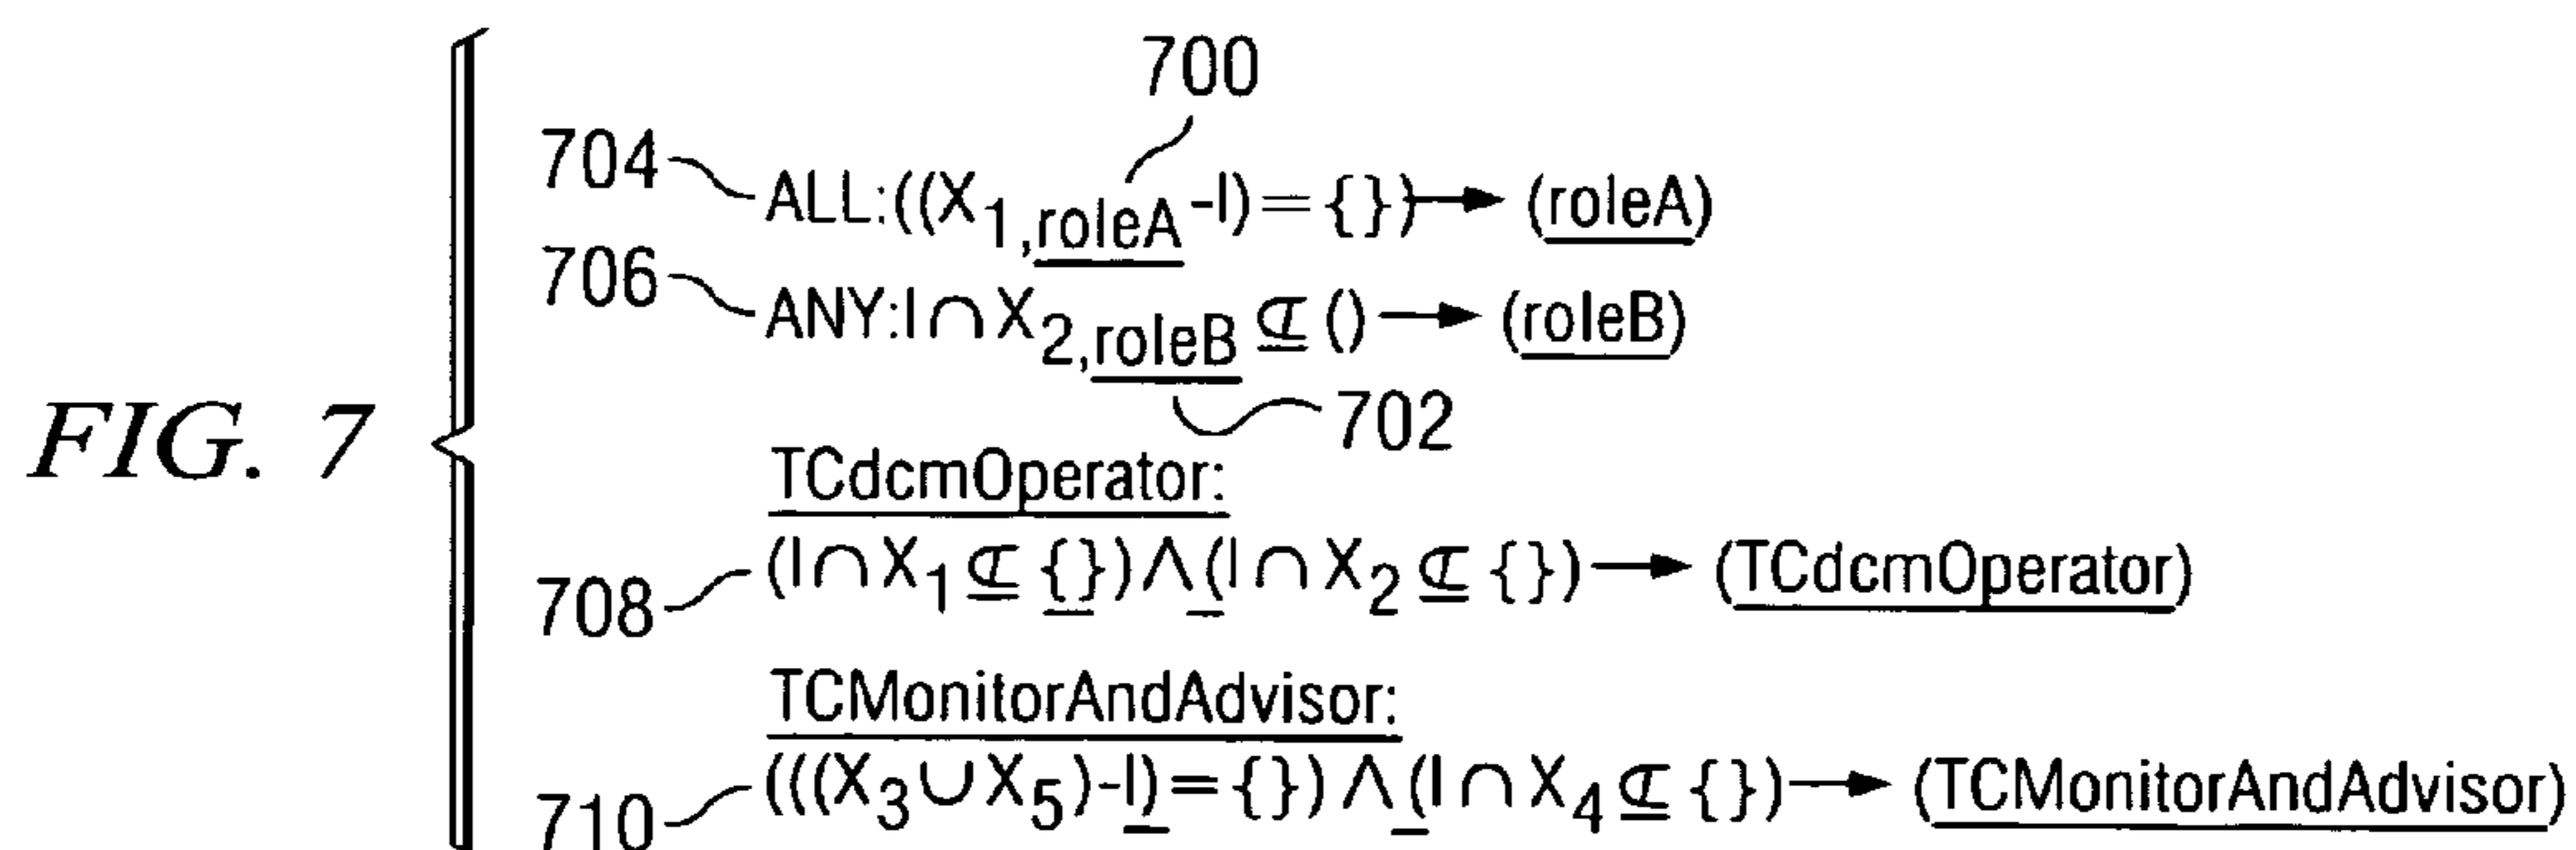 700
704 ALL:((X1,roleA-I)={})→(roleA)
706 ANY:I∩X2,roleB⊈()→(roleB)
702
FIG. 7
TCdcmOperator:
708 (I∩X1⊈{})∧(I∩X2⊈{})→(TCdcmOperator)
TCMonitorAndAdvisor:
710 (((X3∪X5)-I)={})∧(I∩X4⊈{})→(TCMonitorAndAdvisor)